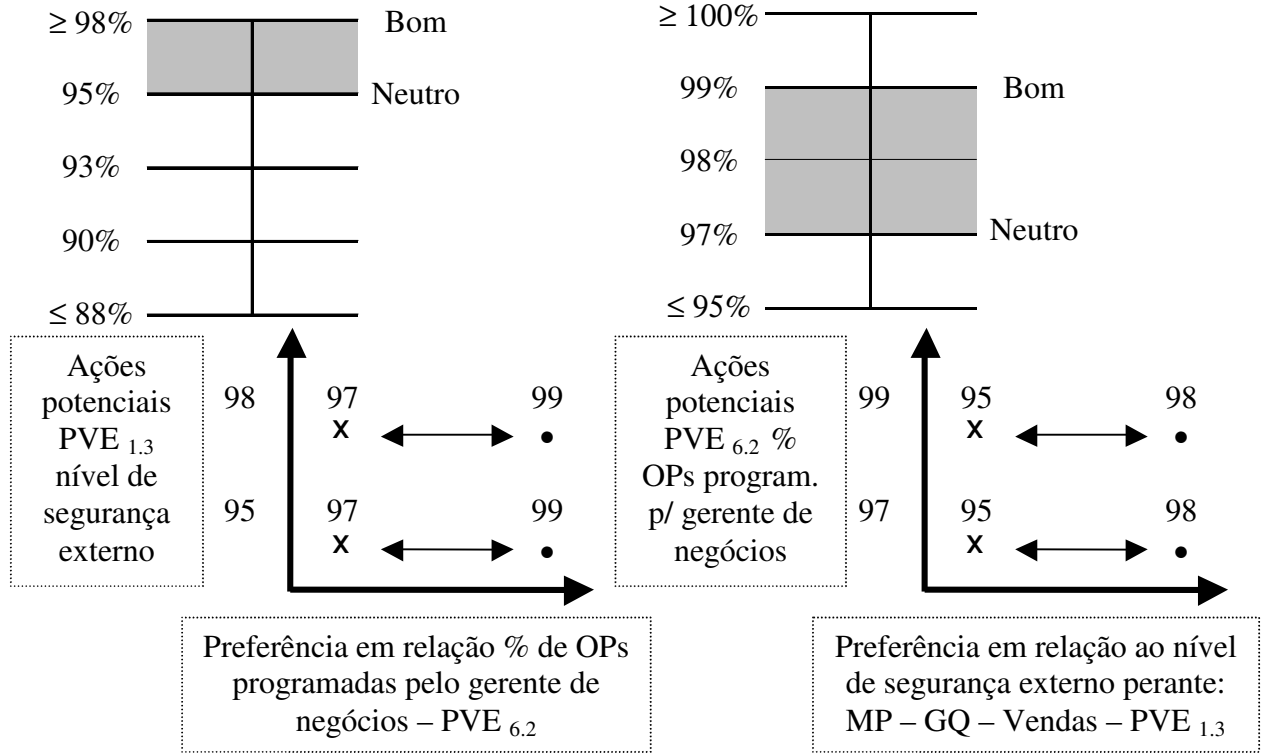 ≥ 98%
Bom
95%
Neutro
93%
90%
≤ 88%
≥ 100%
99%
Bom
98%
97%
Neutro
≤ 95%
Ações
potenciais
PVE 1.3
nível de
segurança
externo
98
97
99
x
95
97
99
x
Preferência em relação % de OPs
programadas pelo gerente de
negócios – PVE 6.2
Ações
potenciais
PVE 6.2 %
OPs program.
p/ gerente de
negócios
99
95
98
x
97
95
98
x
Preferência em relação ao nível
de segurança externo perante:
MP – GQ – Vendas – PVE 1.3